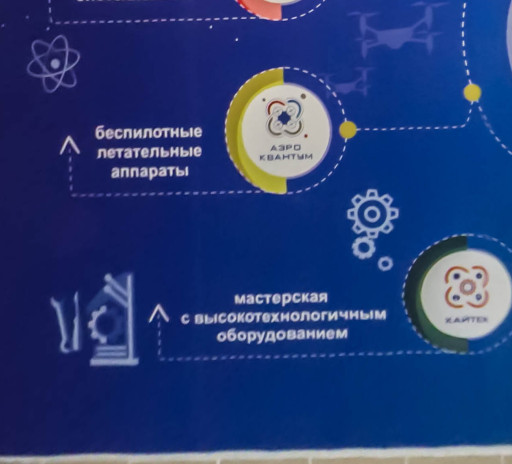 беспилотные
летательные
аппараты
АЭРО
КВАНТУМ
мастерская
с высокотехнологичным
оборудованием
ХАЙТЕК